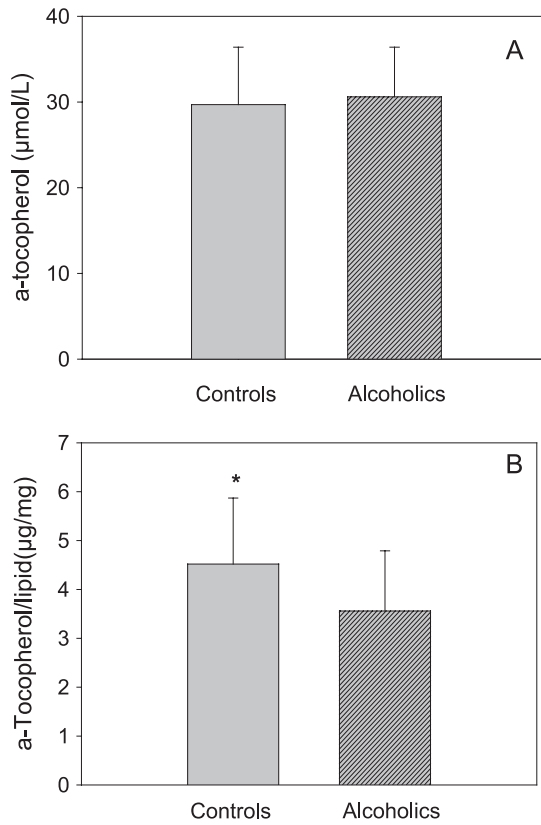 40
A
30
20
10
0
a-tocopherol (μmol/L)
Controls Alcoholics
7
B
6
*
5
4
3
2
1
0
a-Tocopherol/lipid(μg/mg)
Controls Alcoholics